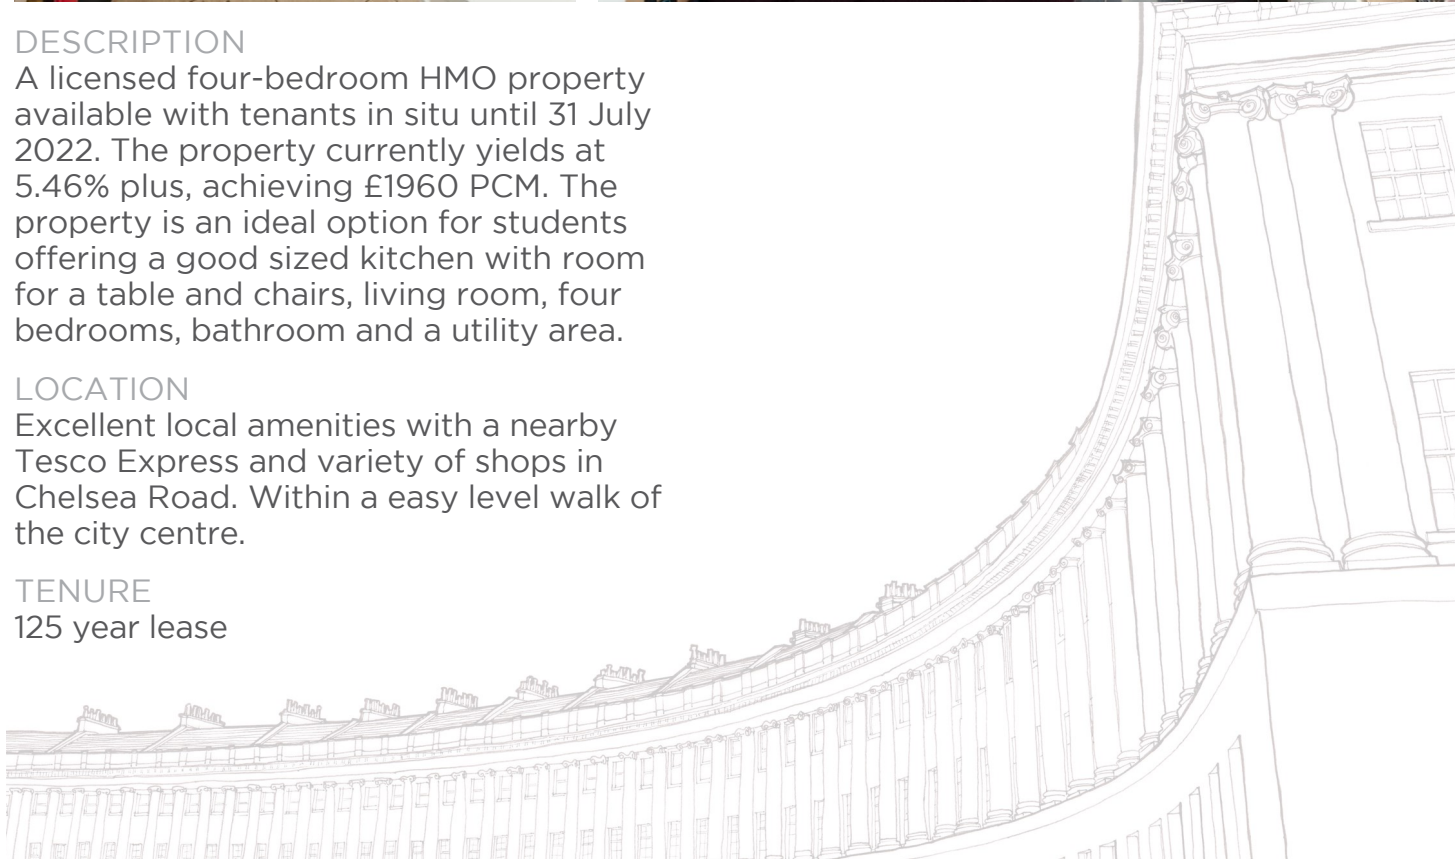 DESCRIPTION
A licensed four-bedroom HMO property
available with tenants in situ until 31 July
2022. The property currently yields at
5.46% plus, achieving £1960 PCM. The
property is an ideal option for students
offering a good sized kitchen with room
for a table and chairs, living room, four
bedrooms, bathroom and a utility area.
LOCATION
Excellent local amenities with a nearby
Tesco Express and variety of shops in
Chelsea Road. Within a easy level walk of
the city centre.
TENURE
125 year lease